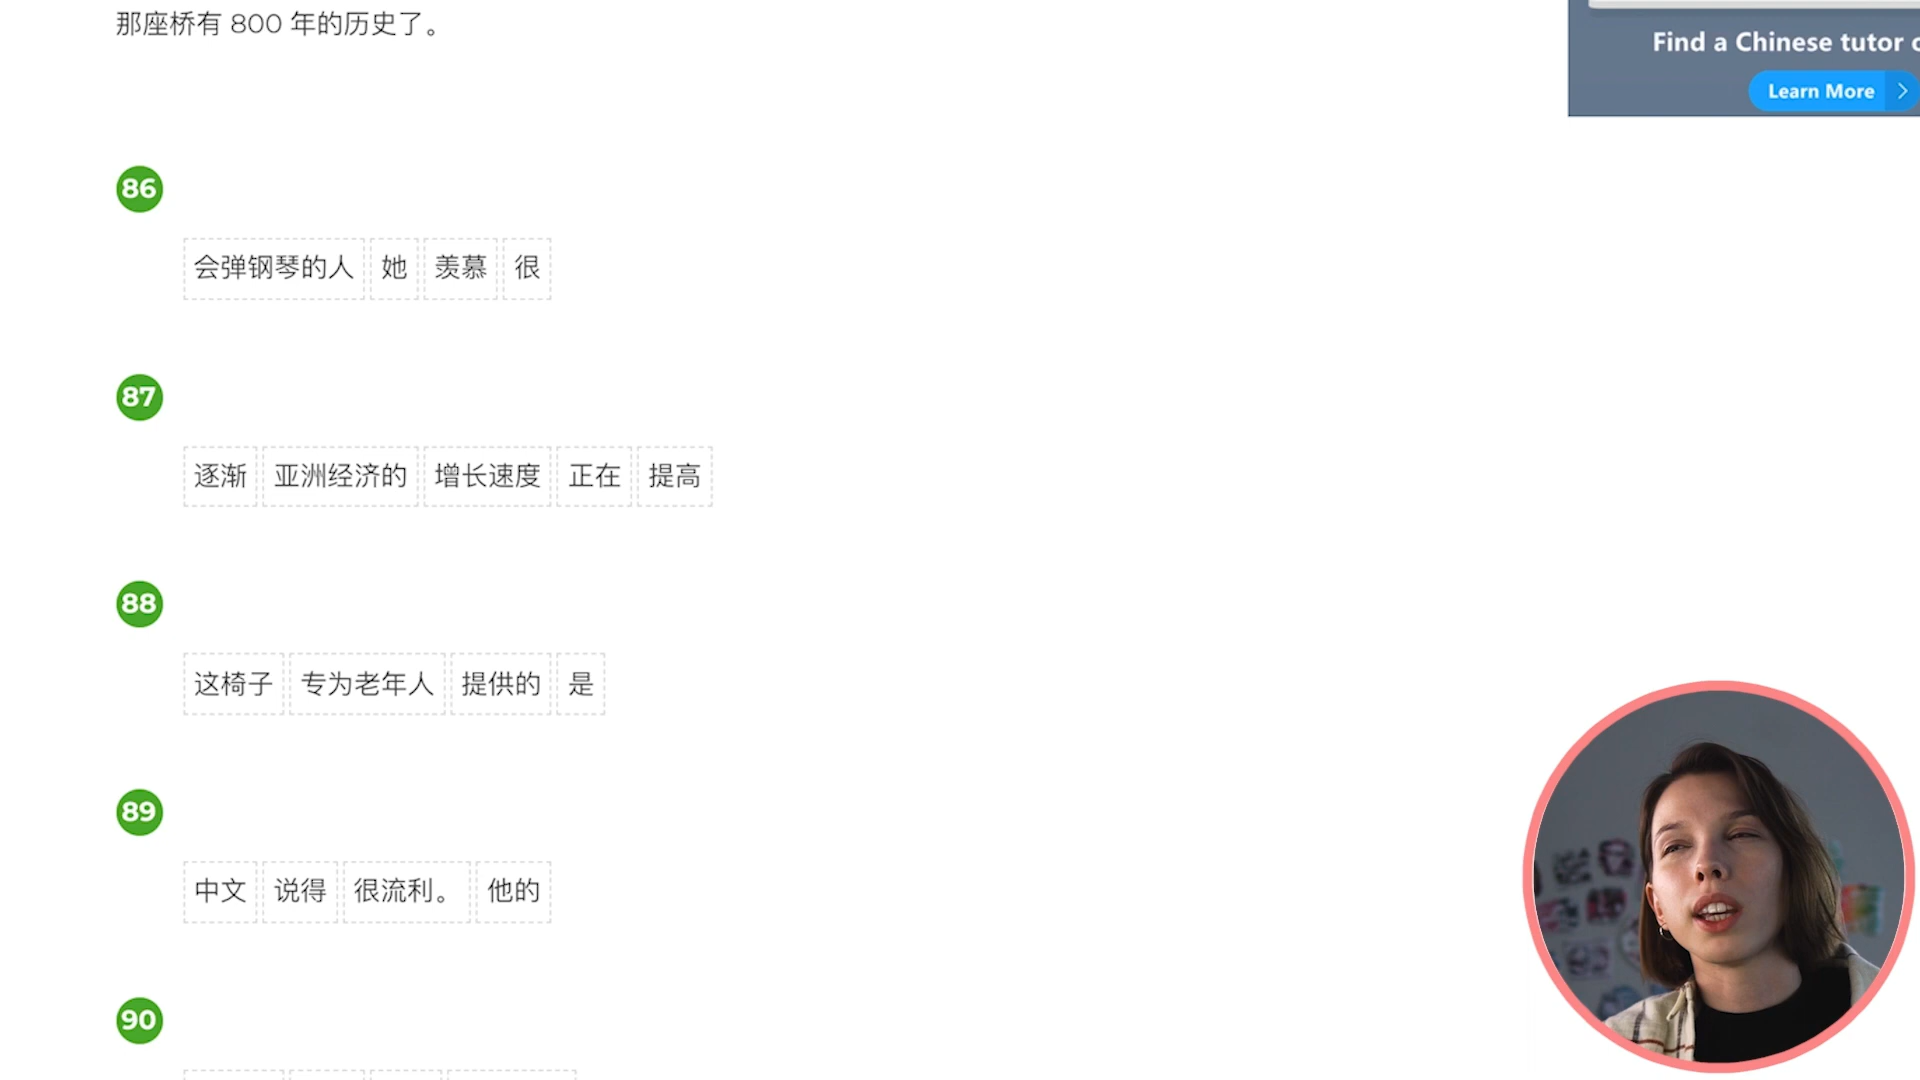 那座桥有 800 年的历史了。
Find a Chinese tutor
Learn More
86
会弹钢琴的人 她 羡慕 很
87
逐渐 亚洲经济的 增长速度 正在 提高
88
这椅子 专为老年人 提供的 是
89
中文 说得 很流利。 他的
90